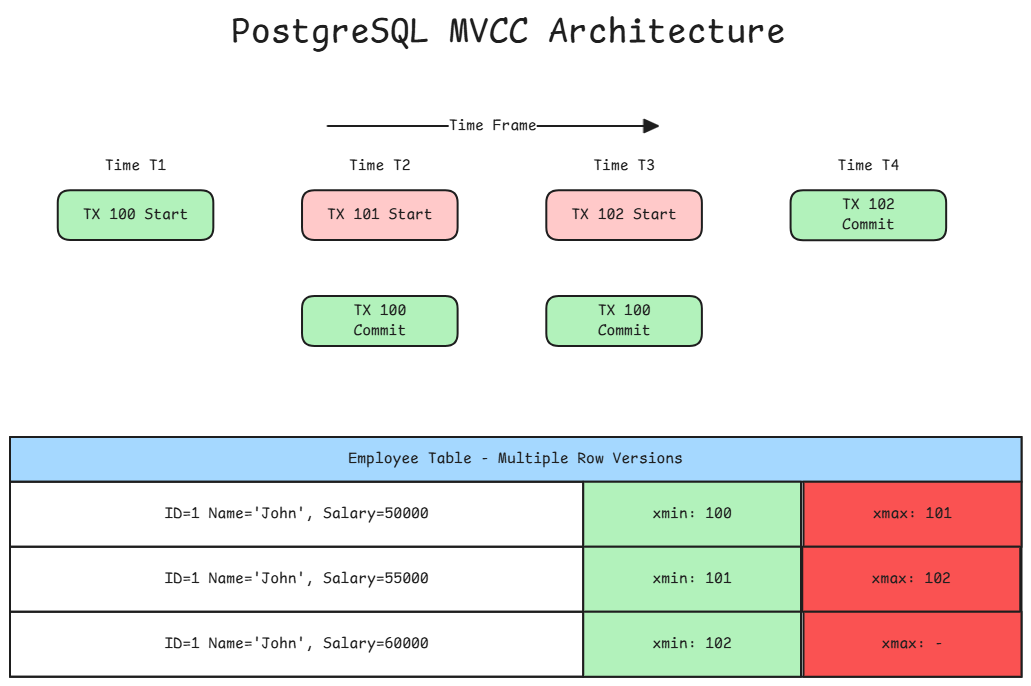 PostgreSQL MVCC Architecture
Time Frame
Time T1
Time T2
Time T3
Time T4
TX 100 Start
TX 101 Start
TX 102 Start
TX 102
Commit
TX 100
Commit
TX 100
Commit
Employee Table - Multiple Row Versions
ID=1 Name='John', Salary=50000
xmin: 100
xmax: 101
ID=1 Name='John', Salary=55000
xmin: 101
xmax: 102
ID=1 Name='John', Salary=60000
xmin: 102
xmax: -